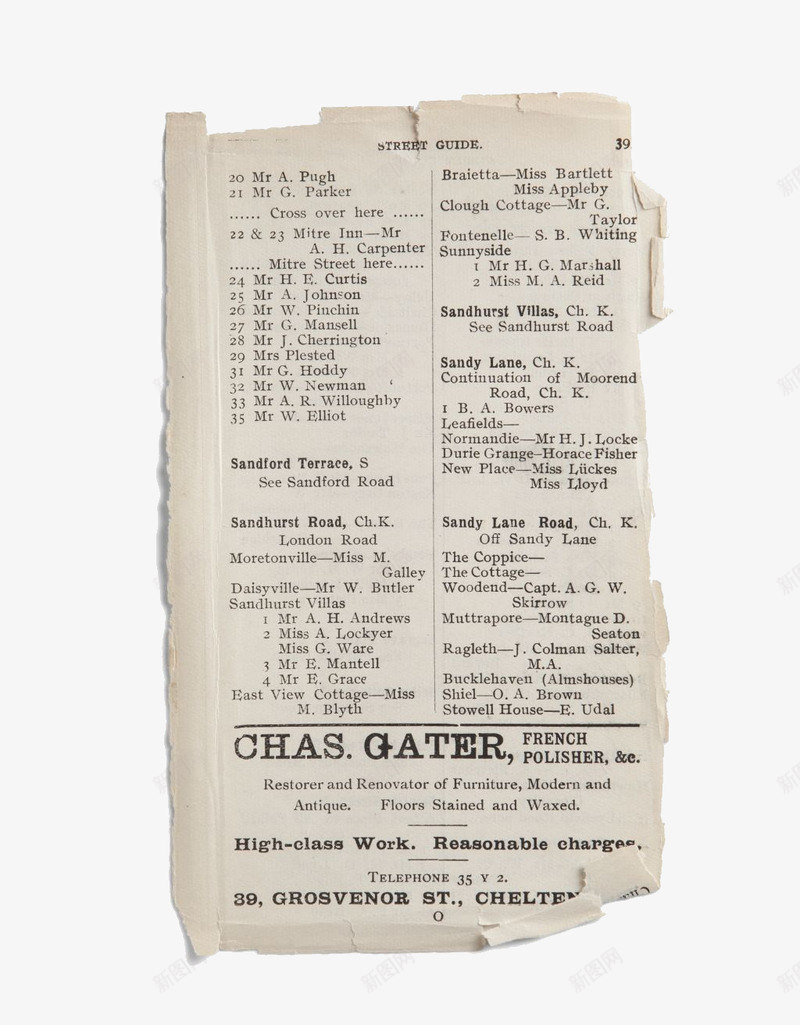 STREET GUIDE. 39
20 Mr A. Pugh
21 Mr G. Parker
...... Cross over here ......
22 & 23 Mitre Inn—Mr
A. H. Carpenter
...... Mitre Street here......
24 Mr H. E. Curtis
25 Mr A. Johnson
26 Mr W. Pinchin
27 Mr G. Mansell
28 Mr J. Cherrington
29 Mrs Plested
31 Mr G. Hoddy
32 Mr W. Newman
33 Mr A. R. Willoughby
35 Mr W. Elliot
Sandford Terrace, S
See Sandford Road
Sandhurst Road, Ch.K.
London Road
Moretonville—Miss M.
Galley
Daisyville—Mr W. Butler
Sandhurst Villas
1 Mr A. H. Andrews
2 Miss A. Lockyer
Miss G. Ware
3 Mr E. Mantell
4 Mr E. Grace
East View Cottage—Miss
M. Blyth
Braietta—Miss Bartlett
Miss Appleby
Clough Cottage—Mr G.
Taylor
Fontenelle— S. B. Whiting
Sunnyside
1 Mr H. G. Marshall
2 Miss M. A. Reid
Sandhurst Villas, Ch. K.
See Sandhurst Road
Sandy Lane, Ch. K.
Continuation of Moorend
Road, Ch. K.
1 B. A. Bowers
Leafields—
Normandie—Mr H. J. Locke
Durie Grange–Horace Fisher
New Place—Miss Lückes
Miss Lloyd
Sandy Lane Road, Ch. K.
Off Sandy Lane
The Coppice—
The Cottage—
Woodend—Capt. A. G. W.
Skirrow
Muttrapore—Montague D.
Seaton
Ragleth—J. Colman Salter,
M.A.
Bucklehaven (Almshouses)
Shiel—O. A. Brown
Stowell House—E. Udal
CHAS. GATER, FRENCH
POLISHER, &c.
Restorer and Renovator of Furniture, Modern and
Antique. Floors Stained and Waxed.
High-class Work. Reasonable charges.
TELEPHONE 35 Y 2.
39, GROSVENOR ST., CHELTEN
O